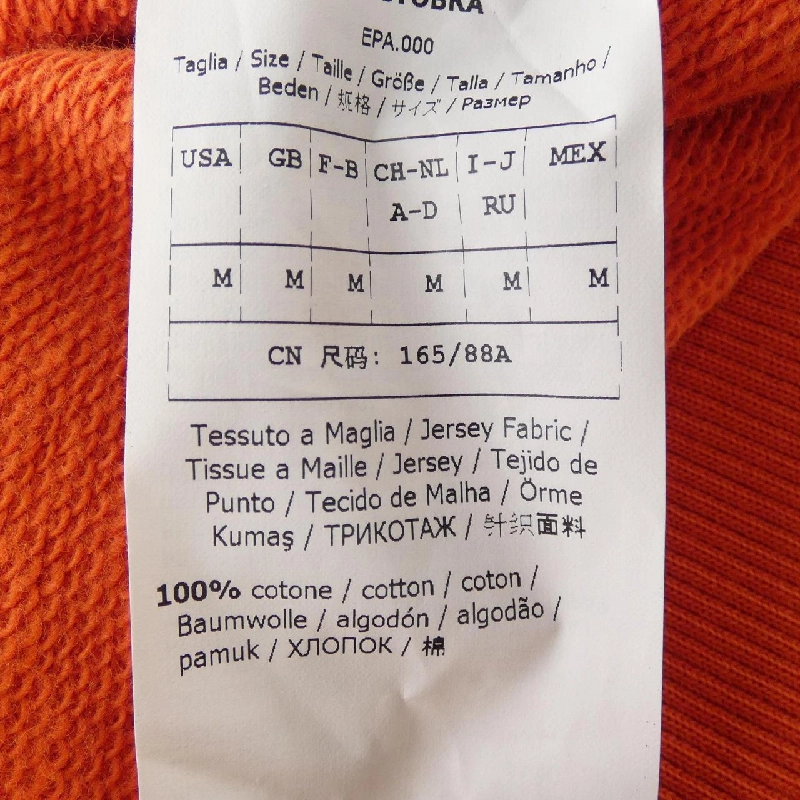 EPA.000
Taglia / Size / Taille / Größe / Talla / Tamanho /
Beden / 规格 / サイズ / Размер
USA GB F-B CH-NL I-J MEX
A-D RU
M M M M M M
CN 尺码: 165/88A
Tessuto a Maglia / Jersey Fabric /
Tissue a Maille / Jersey / Tejido de
Punto / Tecido de Malha / Örme
Kumaş / ТРИКОТАЖ / 针织面料
100% cotone / cotton / coton /
Baumwolle / algodón / algodão /
pamuk / ХЛОПОК / 棉